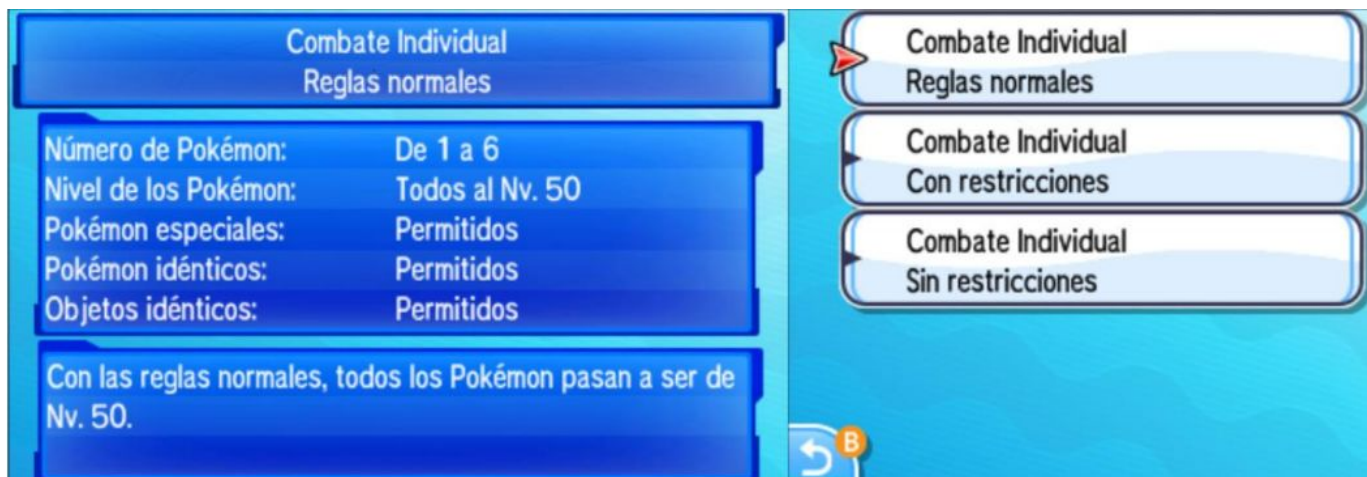 Combate Individual
Reglas normales
Número de Pokémon: De 1 a 6
Nivel de los Pokémon: Todos al Nv. 50
Pokémon especiales: Permitidos
Pokémon idénticos: Permitidos
Objetos idénticos: Permitidos
Con las reglas normales, todos los Pokémon pasan a ser de
Nv. 50.
Combate Individual
Reglas normales
Combate Individual
Con restricciones
Combate Individual
Sin restricciones
B